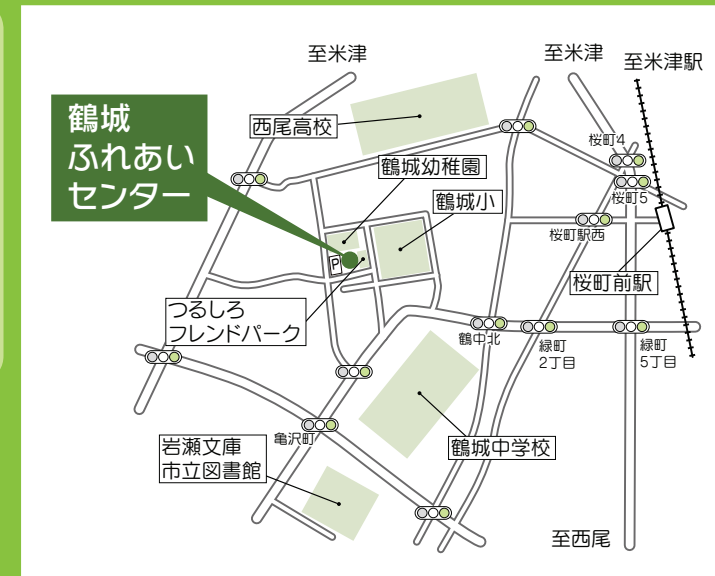 至米津
至米津
至米津駅
鶴城
ふれあい
センター
西尾高校
桜町4
鶴城幼稚園
桜町5
鶴城小
桜町駅西
P
桜町前駅
つるしろ
フレンドパーク
鶴中北
緑町
2丁目
緑町
5丁目
亀沢町
岩瀬文庫
市立図書館
鶴城中学校
至西尾